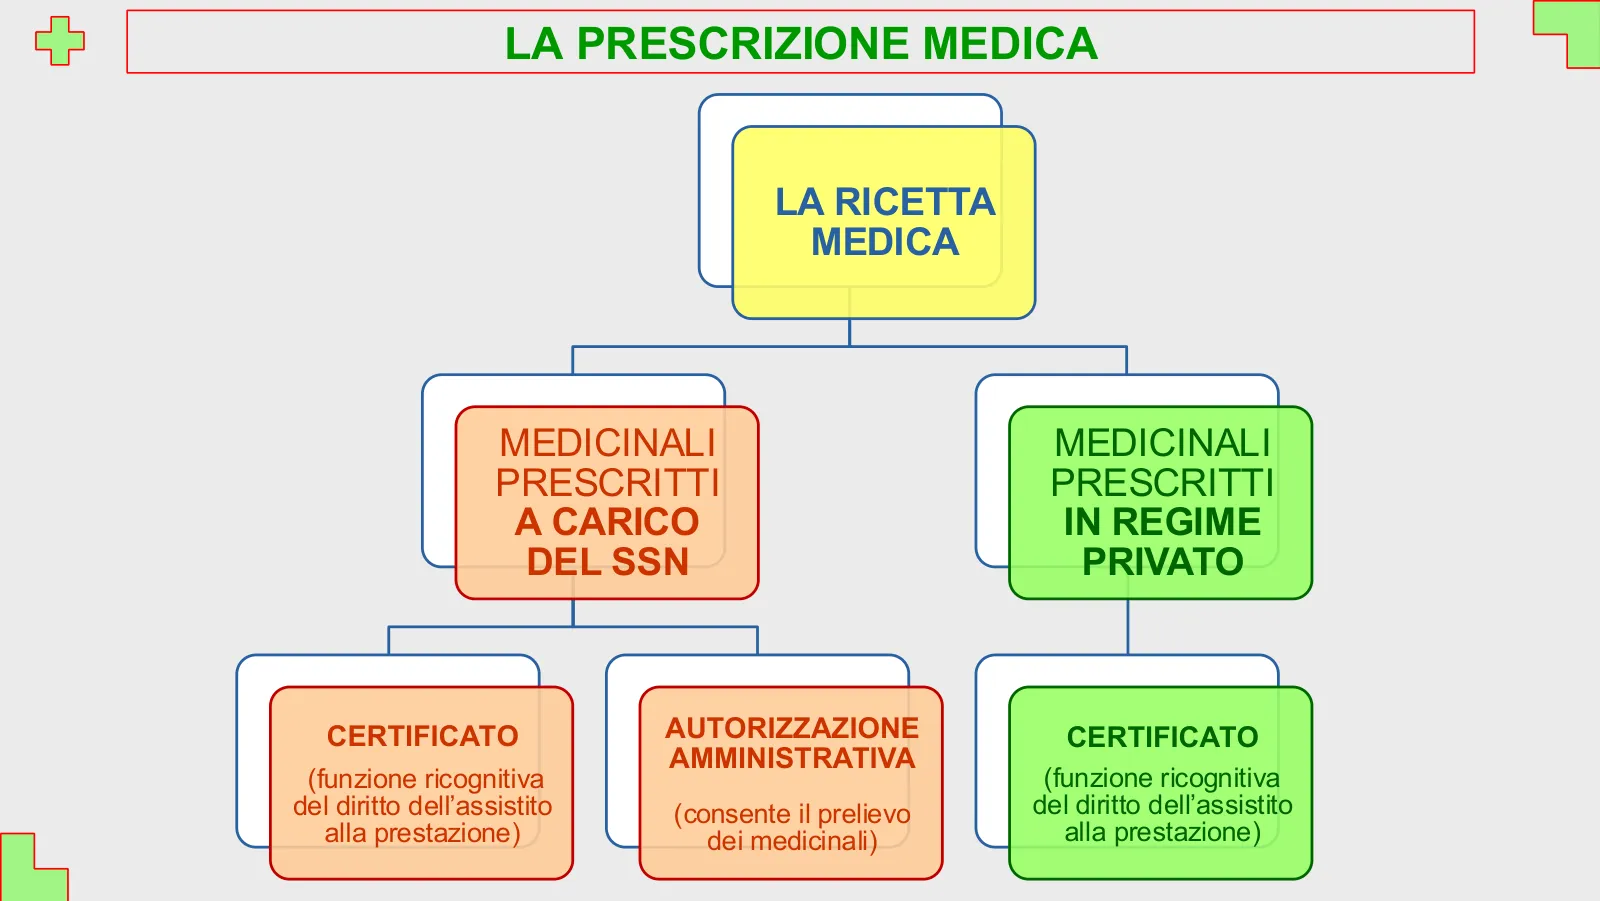 LA PRESCRIZIONE MEDICA
LA RICETTA
MEDICA
MEDICINALI
PRESCRITTI
A CARICO
DEL SSN
MEDICINALI
PRESCRITTI
IN REGIME
PRIVATO
CERTIFICATO
(funzione ricognitiva
del diritto dell’assistito
alla prestazione)
AUTORIZZAZIONE
AMMINISTRATIVA
(consente il prelievo
dei medicinali)
CERTIFICATO
(funzione ricognitiva
del diritto dell’assistito
alla prestazione)